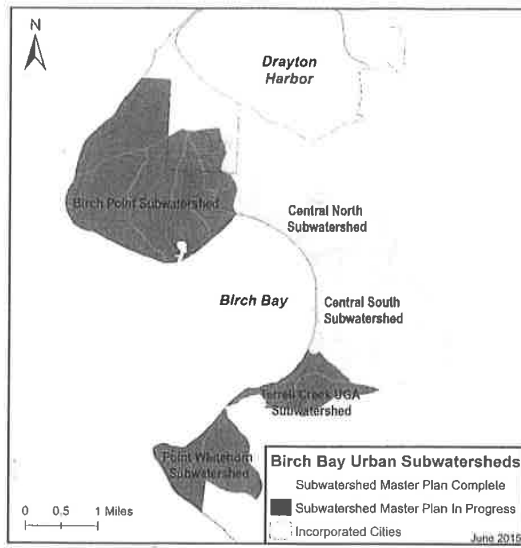 N
Drayton
Harbor
Birch Point Subwatershed
Central North
Subwatershed
Birch Bay
Central South
Subwatershed
Terrell Creek UGA
Subwatershed
Point Whitehorn
Subwatershed
Birch Bay Urban Subwatersheds
Subwatershed Master Plan Complete
Subwatershed Master Plan In Progress
Incorporated Cities
0 0.5 1 Miles
June 2015